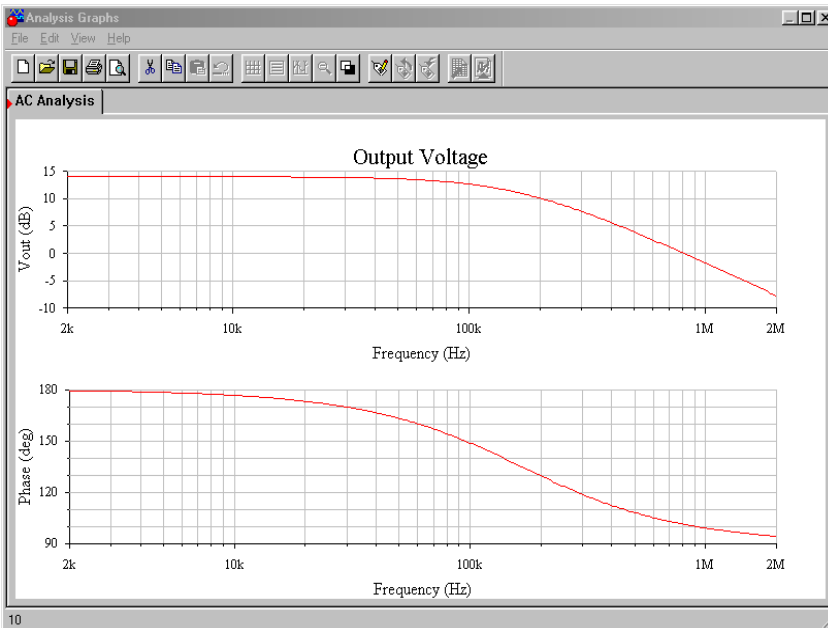 Analysis Graphs
File Edit View Help
AC Analysis
Output Voltage
Vout (dB)
15
10
5
0
-5
-10
2k 10k 100k 1M 2M
Frequency (Hz)
Phase (deg)
180
150
120
90
2k 10k 100k 1M 2M
Frequency (Hz)
10